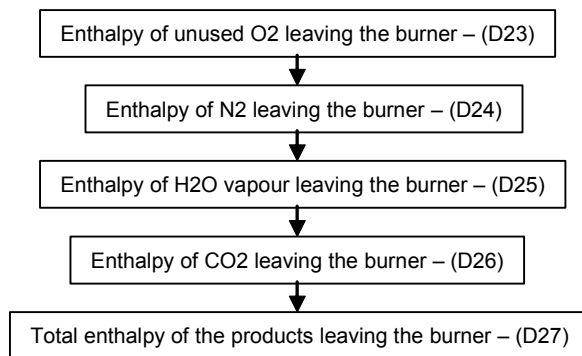 Enthalpy of unused O2 leaving the burner – (D23)
Enthalpy of N2 leaving the burner – (D24)
Enthalpy of H2O vapour leaving the burner – (D25)
Enthalpy of CO2 leaving the burner – (D26)
Total enthalpy of the products leaving the burner – (D27)